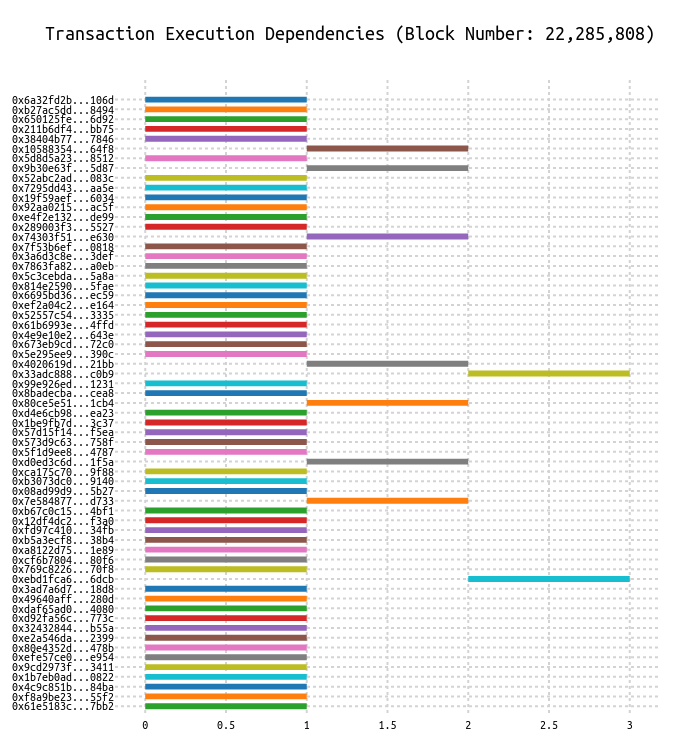 Transaction Execution Dependencies (Block Number: 22,285,808)
0x6a32fd2b...106d
0xb27ac5dd...8494
0x650125fe...6d92
0x211b6df4...bb75
0x38404b77...7846
0x10588354...64f8
0x5d8d5a23...8512
0x9b30e63f...5d87
0x52abc2ad...083c
0x7295dd43...aa5e
0x19f59aef...6034
0x92aa0215...ac5f
0xe4f2e132...de99
0x289003f3...5527
0x74303f51...e630
0x7f53b6ef...0818
0x3a6d3c8e...3def
0x7863fa82...a0eb
0x5c3cebda...5a8a
0x814e2590...5fae
0x6695bd36...ec59
0xef2a04c2...e164
0x52557c54...3335
0x61b6993e...4ffd
0x4e9e10e2...643e
0x673eb9cd...72c0
0x5e295ee9...390c
0x4020619d...21bb
0x33adc888...c0b9
0x99e926ed...1231
0x8badecba...cea8
0x80ce5e51...1cb4
0xd4e6cb98...ea23
0x1be9fb7d...3c37
0x57d15f14...f5ea
0x573d9c63...758f
0x5f1d9ee8...4787
0xd0ed3c6d...1f5a
0xca175c70...9f88
0xb3073dc0...9140
0x08ad99d9...5b27
0x7e584877...d733
0xb67c0c15...4bf1
0x12df4dc2...f3a0
0xfd97c410...34fb
0xb5a3ecf8...38b4
0xa8122d75...1e89
0xcf6b7804...80f6
0x769c8226...70f8
0xebd1fca6...6dcb
0x3ad7a6d7...18d8
0x49640aff...280d
0xdaf65ad0...4080
0xd92fa56c...773c
0x32432844...b55a
0xe2a546da...2399
0x80e4352d...478b
0xefe57ce0...e954
0x9cd2973f...3411
0x1b7eb0ad...0822
0x4c9c851b...84ba
0xf8a9be23...55f2
0x61e5183c...7bb2
0 0.5 1 1.5 2 2.5 3